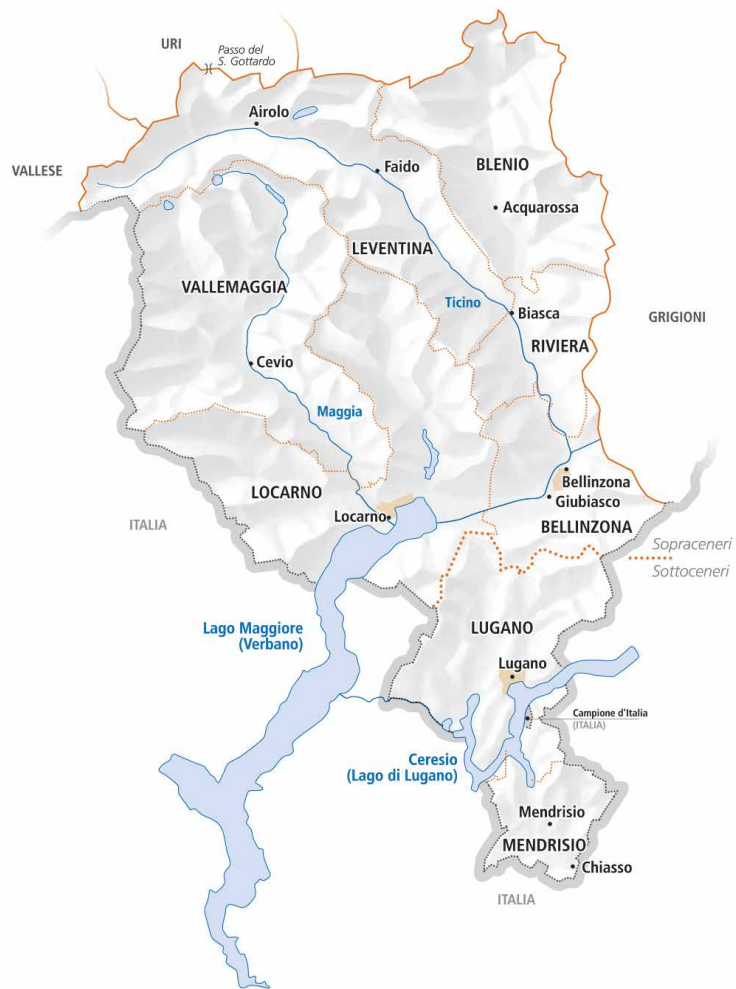 URI
Passo del
S. Gottardo
Airolo
Faido
BLENIO
VALLESE
Acquarossa
LEVENTINA
VALLEMAGGIA
Ticino
Biasca
GRIGIONI
RIVIERA
Cevio
Maggia
Bellinzona
LOCARNO
Giubiasco
Locarno
ITALIA
BELLINZONA
Sopraceneri
Sottoceneri
Lago Maggiore
(Verbano)
LUGANO
Lugano
Campione d'Italia
(ITALIA)
Ceresio
(Lago di Lugano)
Mendrisio
MENDRISIO
Chiasso
ITALIA